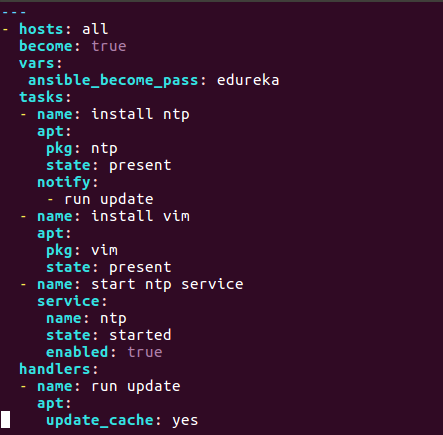 ---
- hosts: all
  become: true
  vars:
   ansible_become_pass: edureka
  tasks:
  - name: install ntp
    apt:
     pkg: ntp
     state: present
    notify:
     - run update
  - name: install vim
    apt:
     pkg: vim
     state: present
  - name: start ntp service
    service:
     name: ntp
     state: started
     enabled: true
  handlers:
  - name: run update
    apt:
     update_cache: yes